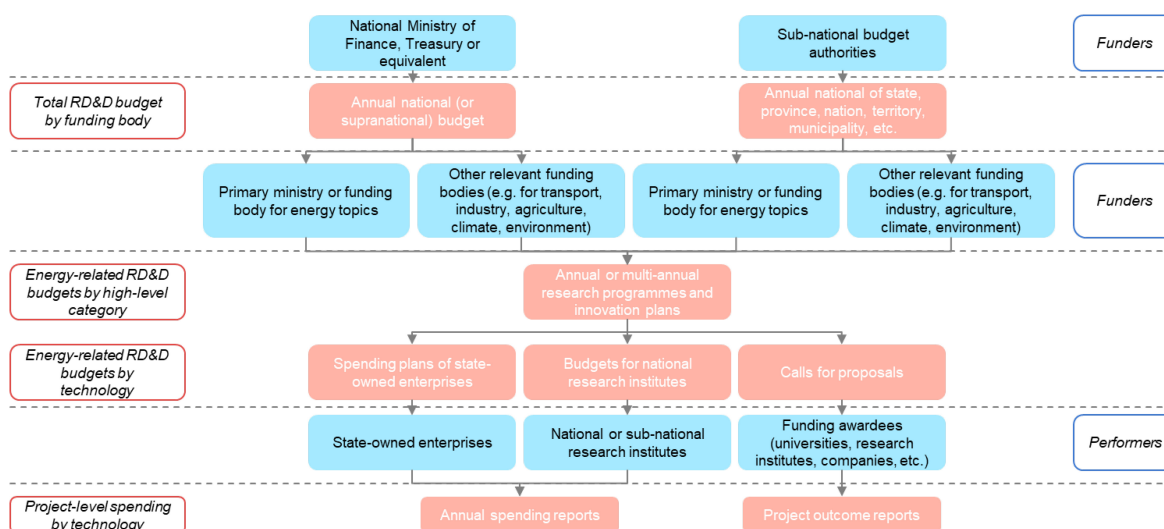 National Ministry of
Finance, Treasury or
equivalent
Sub-national budget
authorities
Funders
Total RD&D budget
by funding body
Annual national (or
supranational) budget
Annual national of state,
province, nation, territory,
municipality, etc.
Primary ministry or funding
body for energy topics
Other relevant funding
bodies (e.g. for transport,
industry, agriculture,
climate, environment)
Primary ministry or funding
body for energy topics
Other relevant funding
bodies (e.g. for transport,
industry, agriculture,
climate, environment)
Funders
Energy-related RD&D
budgets by high-level
category
Annual or multi-annual
research programmes and
innovation plans
Energy-related RD&D
budgets by
technology
Spending plans of state-
owned enterprises
Budgets for national
research institutes
Calls for proposals
State-owned enterprises
National or sub-national
research institutes
Funding awardees
(universities, research
institutes, companies, etc.)
Performers
Project-level spending
by technology
Annual spending reports
Project outcome reports